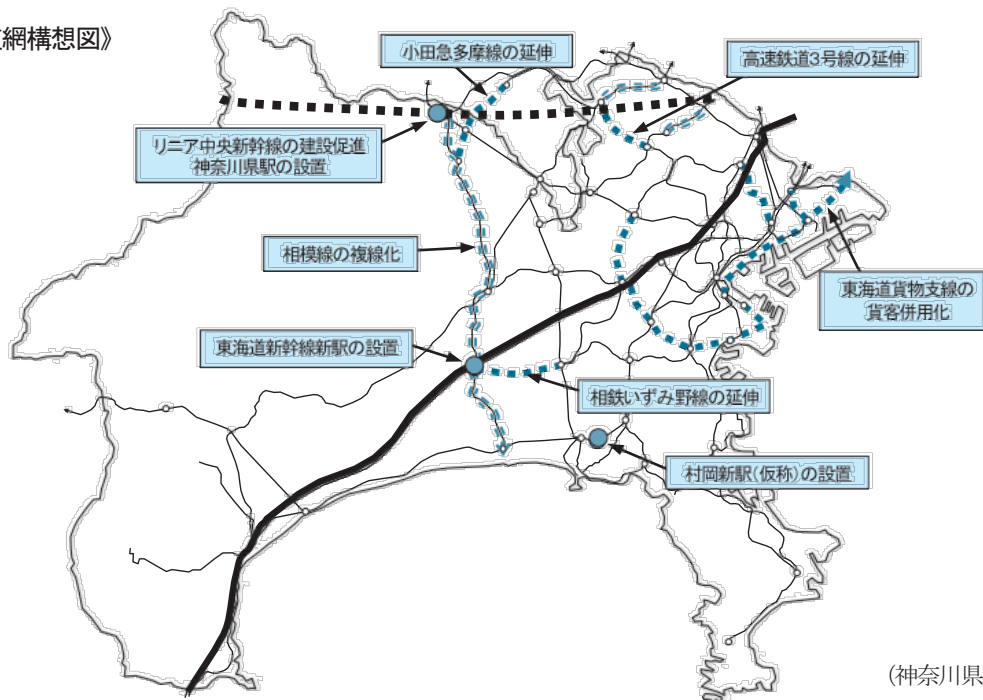 網構想図》
小田急多摩線の延伸
高速鉄道3号線の延伸
リニア中央新幹線の建設促進
神奈川県駅の設置
相模線の複線化
東海道貨物支線の
貨客併用化
東海道新幹線新駅の設置
相鉄いずみ野線の延伸
村岡新駅(仮称)の設置
(神奈川県